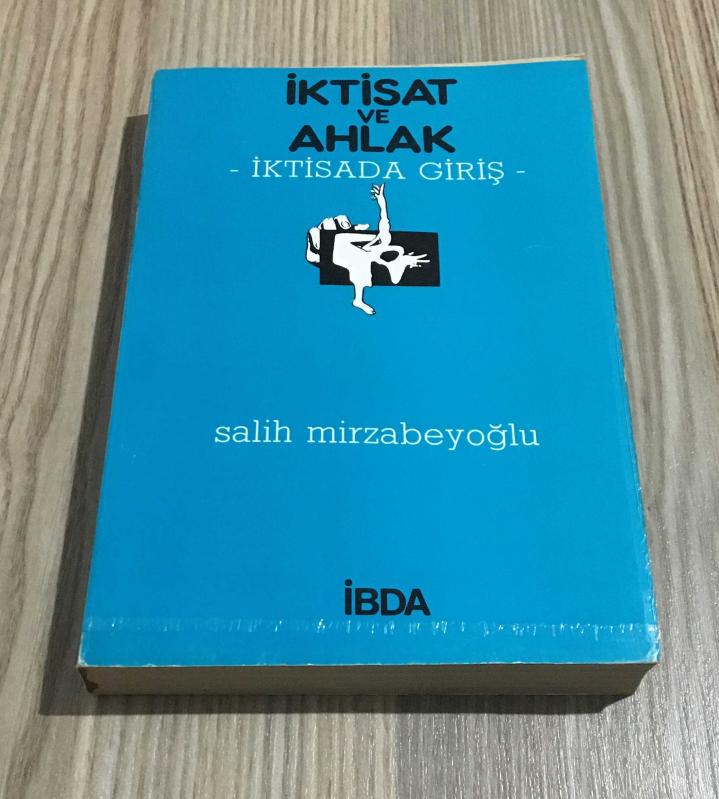 İKTİSAT
VE
AHLAK
- İKTİSADA GİRİŞ -
salih mirzabeyoğlu
İBDA